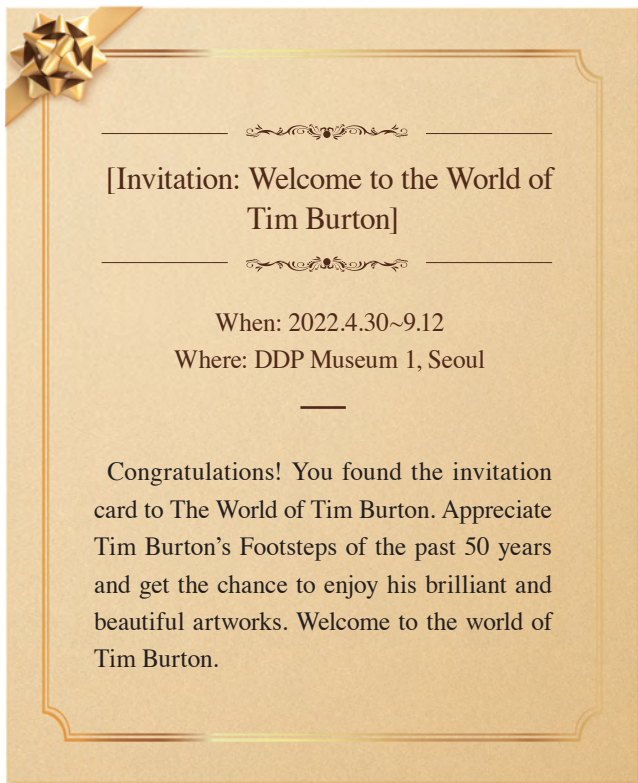 [Invitation: Welcome to the World of
Tim Burton]
When: 2022.4.30~9.12
Where: DDP Museum 1, Seoul
Congratulations! You found the invitation
card to The World of Tim Burton. Appreciate
Tim Burton’s Footsteps of the past 50 years
and get the chance to enjoy his brilliant and
beautiful artworks. Welcome to the world of
Tim Burton.